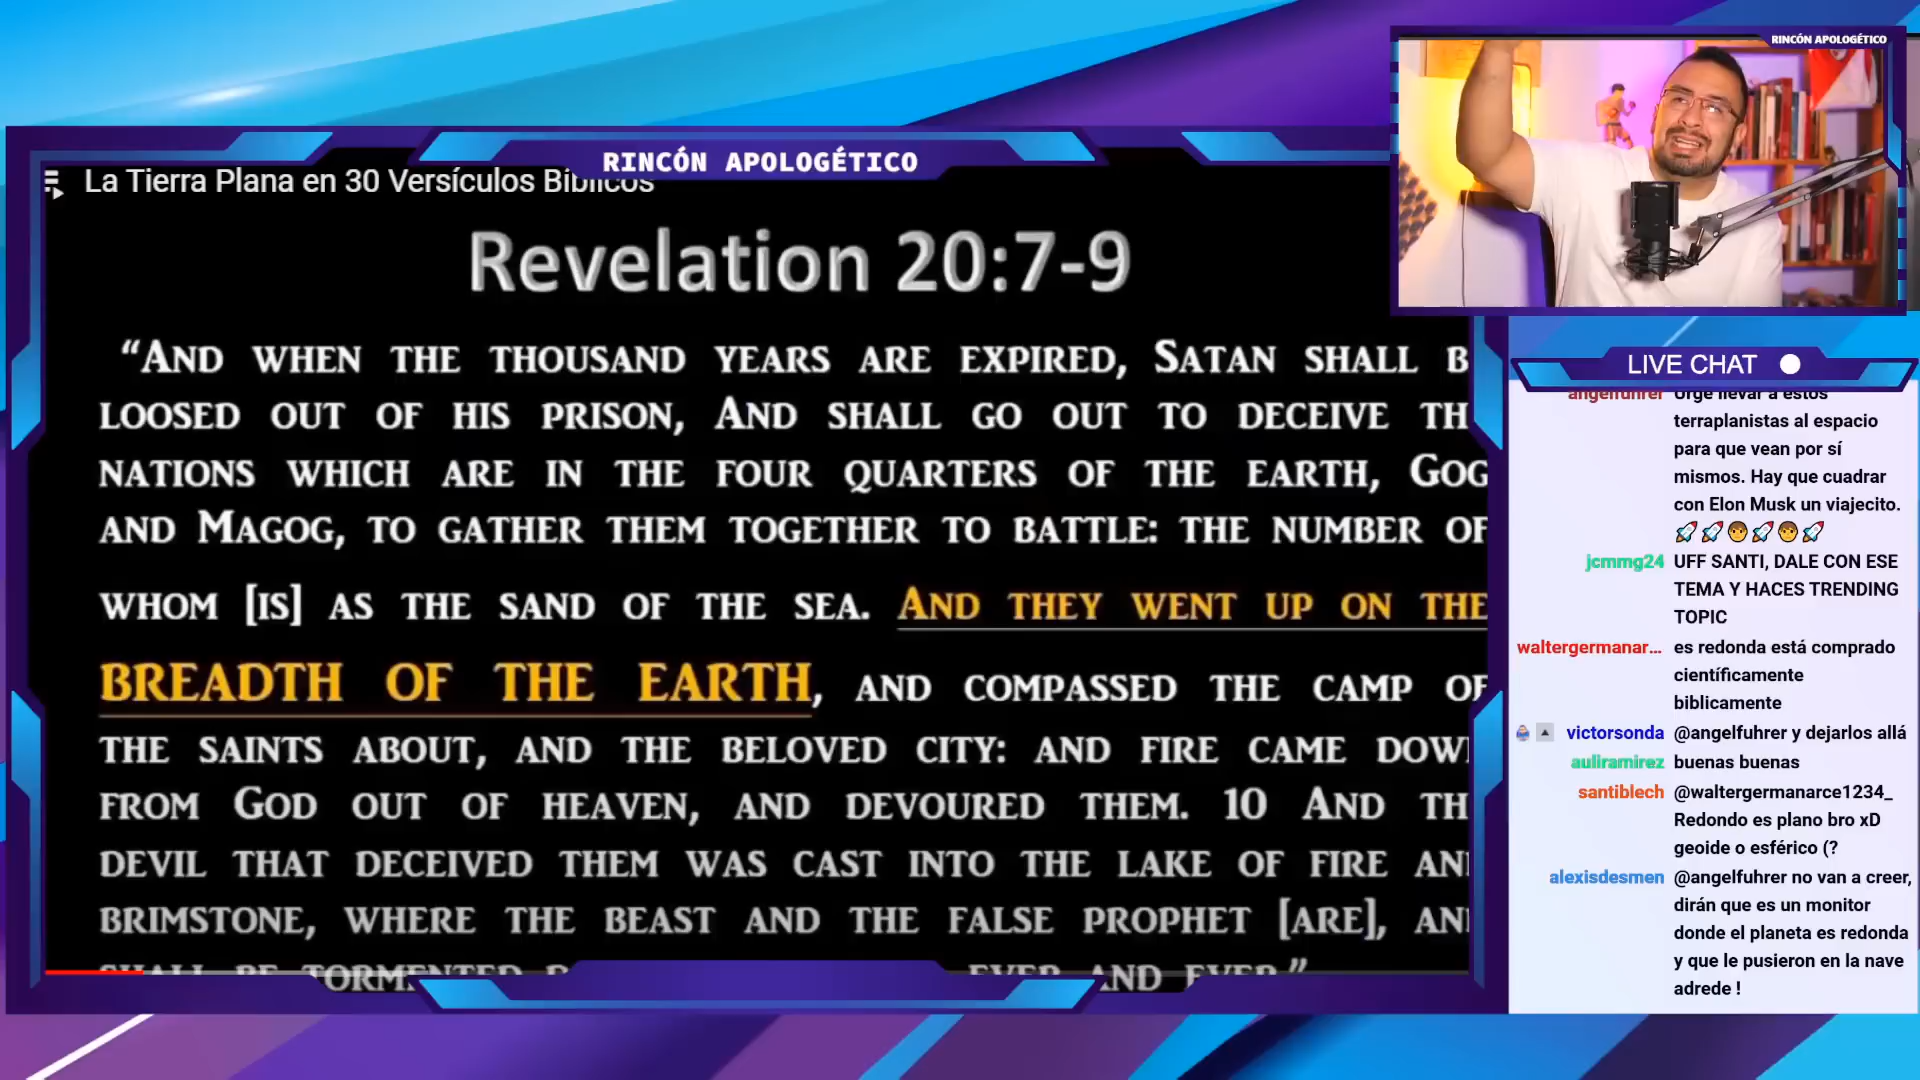 RINCÓN APOLOGÉTICO
RINCÓN APOLOGÉTICO
La Tierra Plana en 30 Versículos Bíblicos
Revelation 20:7-9
“AND WHEN THE THOUSAND YEARS ARE EXPIRED, SATAN SHALL B
LOOSED OUT OF HIS PRISON, AND SHALL GO OUT TO DECEIVE TH
NATIONS WHICH ARE IN THE FOUR QUARTERS OF THE EARTH, GOG
AND MAGOG, TO GATHER THEM TOGETHER TO BATTLE: THE NUMBER OF
WHOM [IS] AS THE SAND OF THE SEA. AND THEY WENT UP ON THE
BREADTH OF THE EARTH, AND COMPASSED THE CAMP OF
THE SAINTS ABOUT, AND THE BELOVED CITY: AND FIRE CAME DOW
FROM GOD OUT OF HEAVEN, AND DEVOURED THEM. 10 AND TH
DEVIL THAT DECEIVED THEM WAS CAST INTO THE LAKE OF FIRE AN
BRIMSTONE, WHERE THE BEAST AND THE FALSE PROPHET [ARE], AN
SHALL BE TORMENTED EVER AND EVER.”
LIVE CHAT
angelfuhrer Urge llevar a estos
terraplanistas al espacio
para que vean por sí
mismos. Hay que cuadrar
con Elon Musk un viajecito.
🚀🚀👨🚀👨🚀
jcmmg24 UFF SANTI, DALE CON ESE
TEMA Y HACES TRENDING
TOPIC
waltergermanar... es redonda está comprado
científicamente
biblicamente
victorsonda @angelfuhrer y dejarlos allá
auliramirez buenas buenas
santiblech @waltergermanarce1234_
Redondo es plano bro xD
geoide o esférico (?
alexisdesmen @angelfuhrer no van a creer,
dirán que es un monitor
donde el planeta es redonda
y que le pusieron en la nave
adrede !